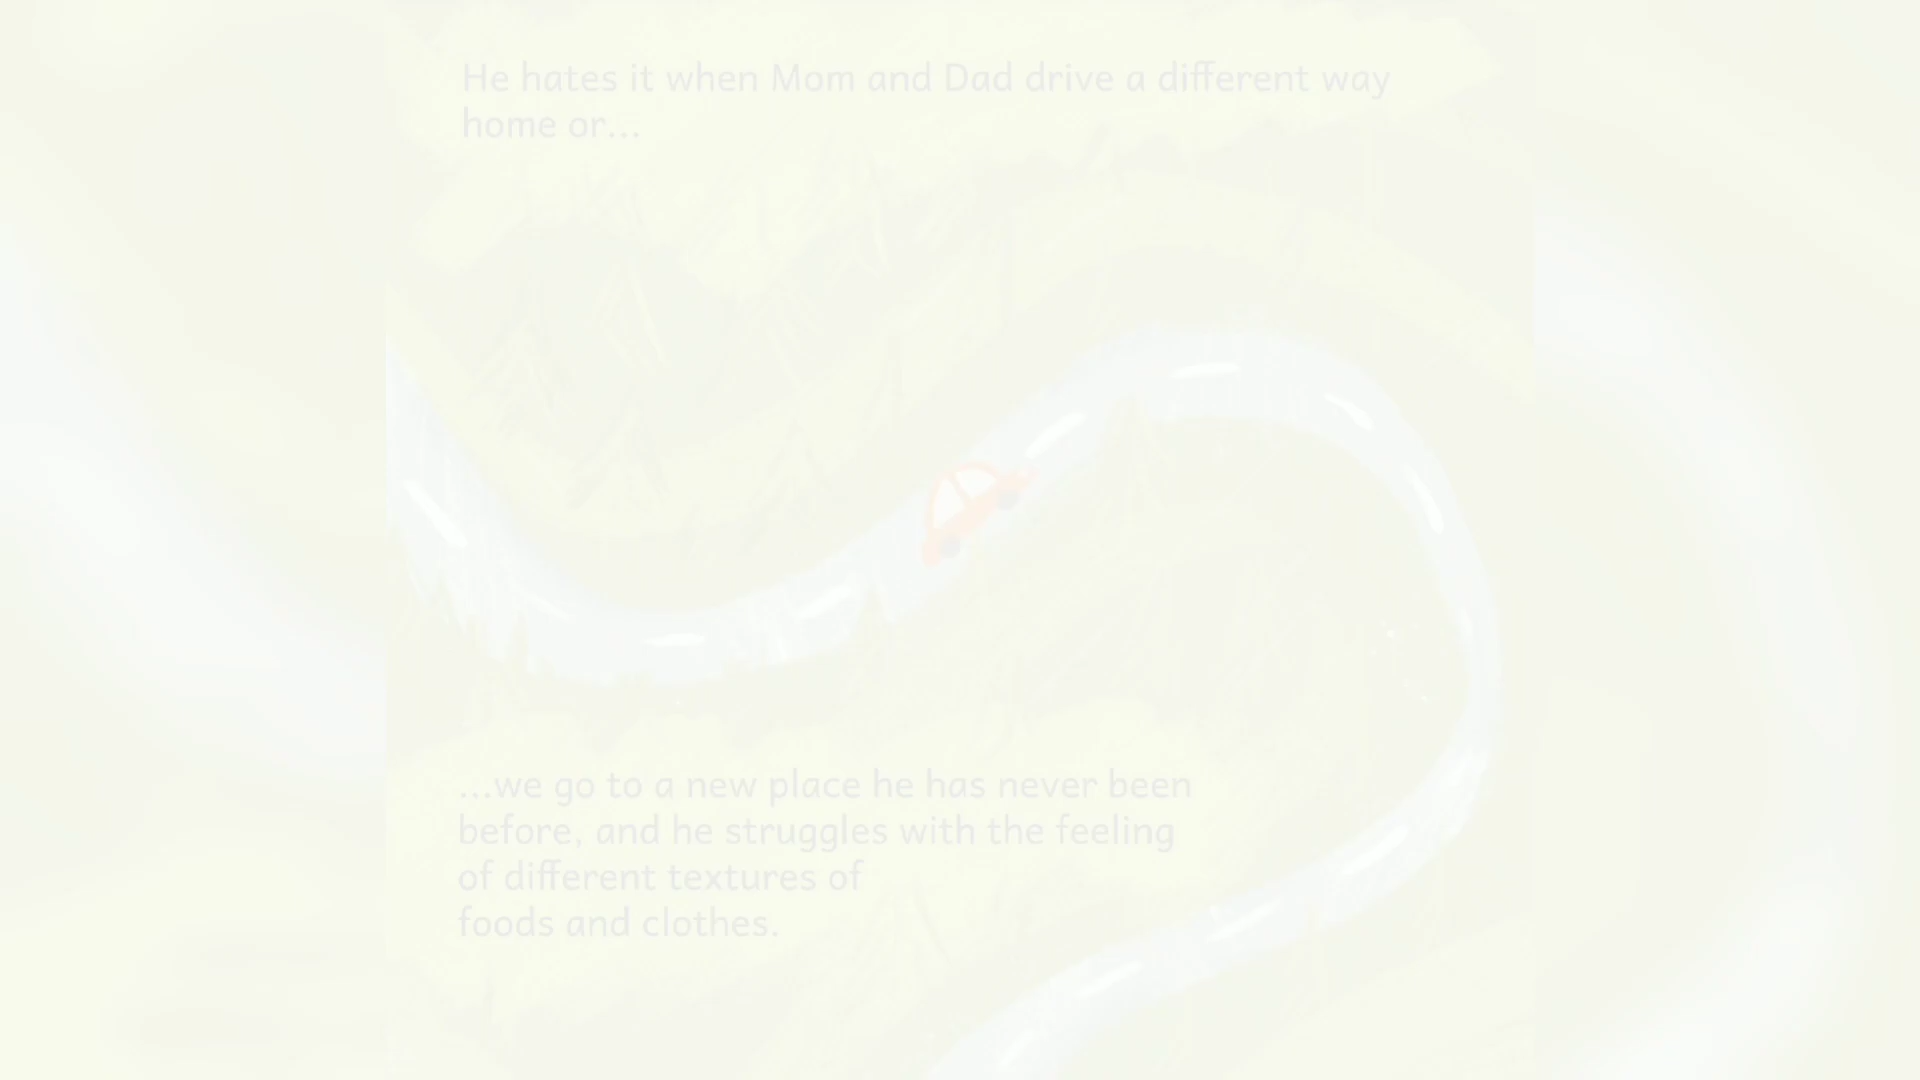 He hates it when Mom and Dad drive a different way
home or...
...we go to a new place he has never been
before, and he struggles with the feeling
of different textures of
foods and clothes.